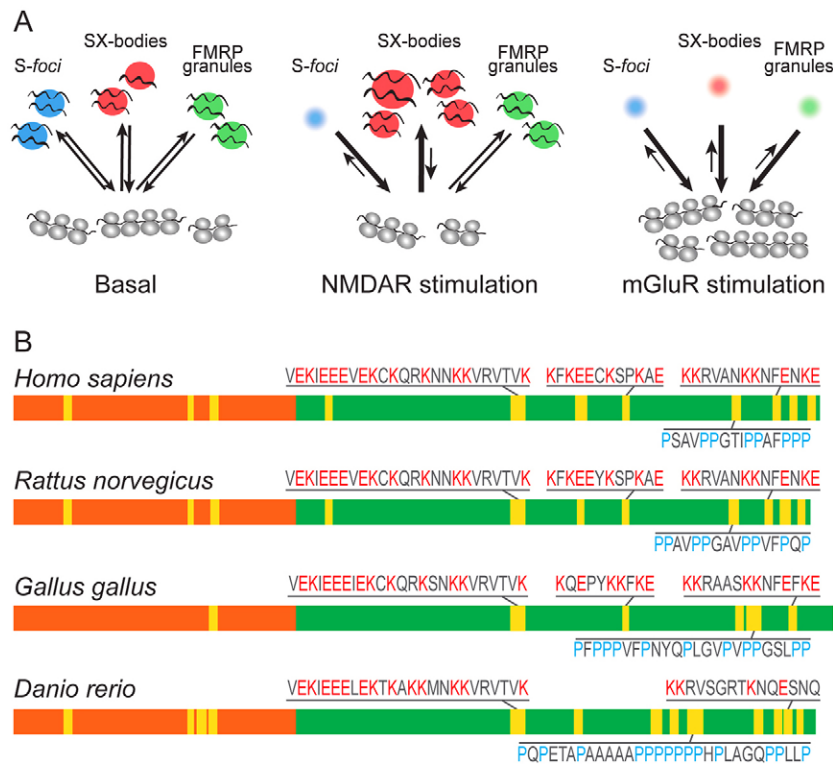 A
S-foci
SX-bodies
FMRP
granules
S-foci
SX-bodies
FMRP
granules
S-foci
SX-bodies
FMRP
granules
Basal
NMDAR stimulation
mGluR stimulation
B
Homo sapiens
VEKIEEEVEKCKQRKNNKKVRVTVK KFKEECKSPKAE KKRVANKKNFENKE
PSAVPPGTIPPAFPPP
Rattus norvegicus
VEKIEEEVEKCKQRKNNKKVRVTVK KFKEEYKSPKAE KKRVANKKNFENKE
PPAVPPGAVPPVFPQP
Gallus gallus
VEKIEEEIEKCKQRKSNKKVRVTVK KQEPYKKFKE KKRAASKKNFEFKE
PFPPPVFPNYQPLGVPVPPGSLPP
Danio rerio
VEKIEEELEKTKAKKMNKKVRVTVK KKRVSGRTKNQESNQ
PQPETAPAAAAAPPPPPPPHPLAGQPPLLP